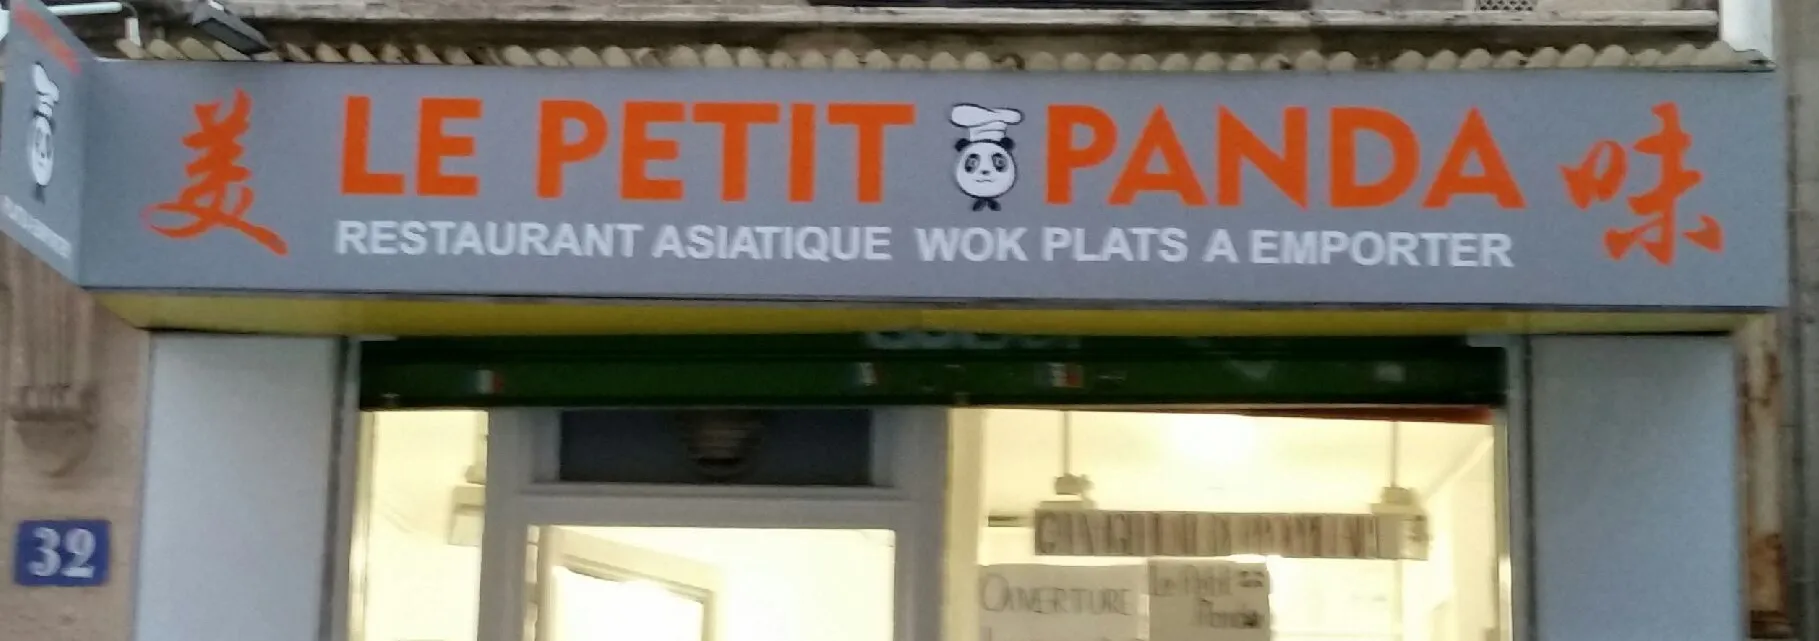 美 LE PETIT PANDA 味
RESTAURANT ASIATIQUE WOK PLATS A EMPORTER
32
OUVERTURE
Le Petit
Panda